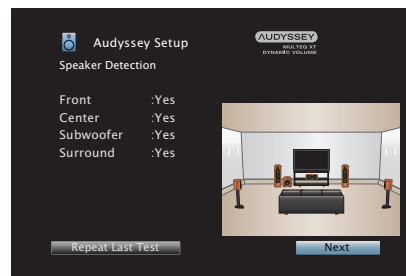 Audyssey Setup
AUDYSSEY
MULTEQ XT
DYNAMIC VOLUME
Speaker Detection
Front :Yes
Center :Yes
Subwoofer :Yes
Surround :Yes
Repeat Last Test
Next